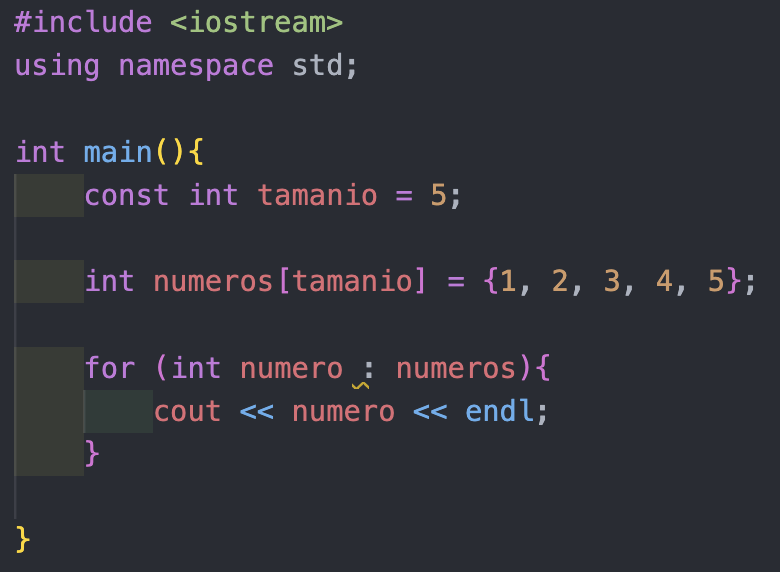 #include <iostream>
using namespace std;
int main(){
const int tamanio = 5;
int numeros[tamanio] = {1, 2, 3, 4, 5};
for (int numero : numeros){
cout << numero << endl;
}
}